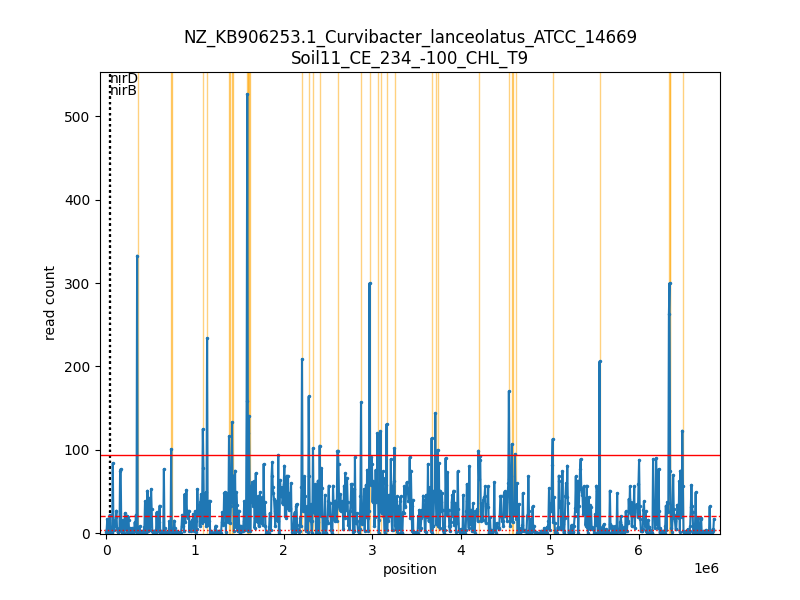 NZ_KB906253.1_Curvibacter_lanceolatus_ATCC_14669
Soil11_CE_234_-100_CHL_T9
nirD
nirB
500
400
300
200
100
0
read count
0 1 2 3 4 5 6
1e6
position